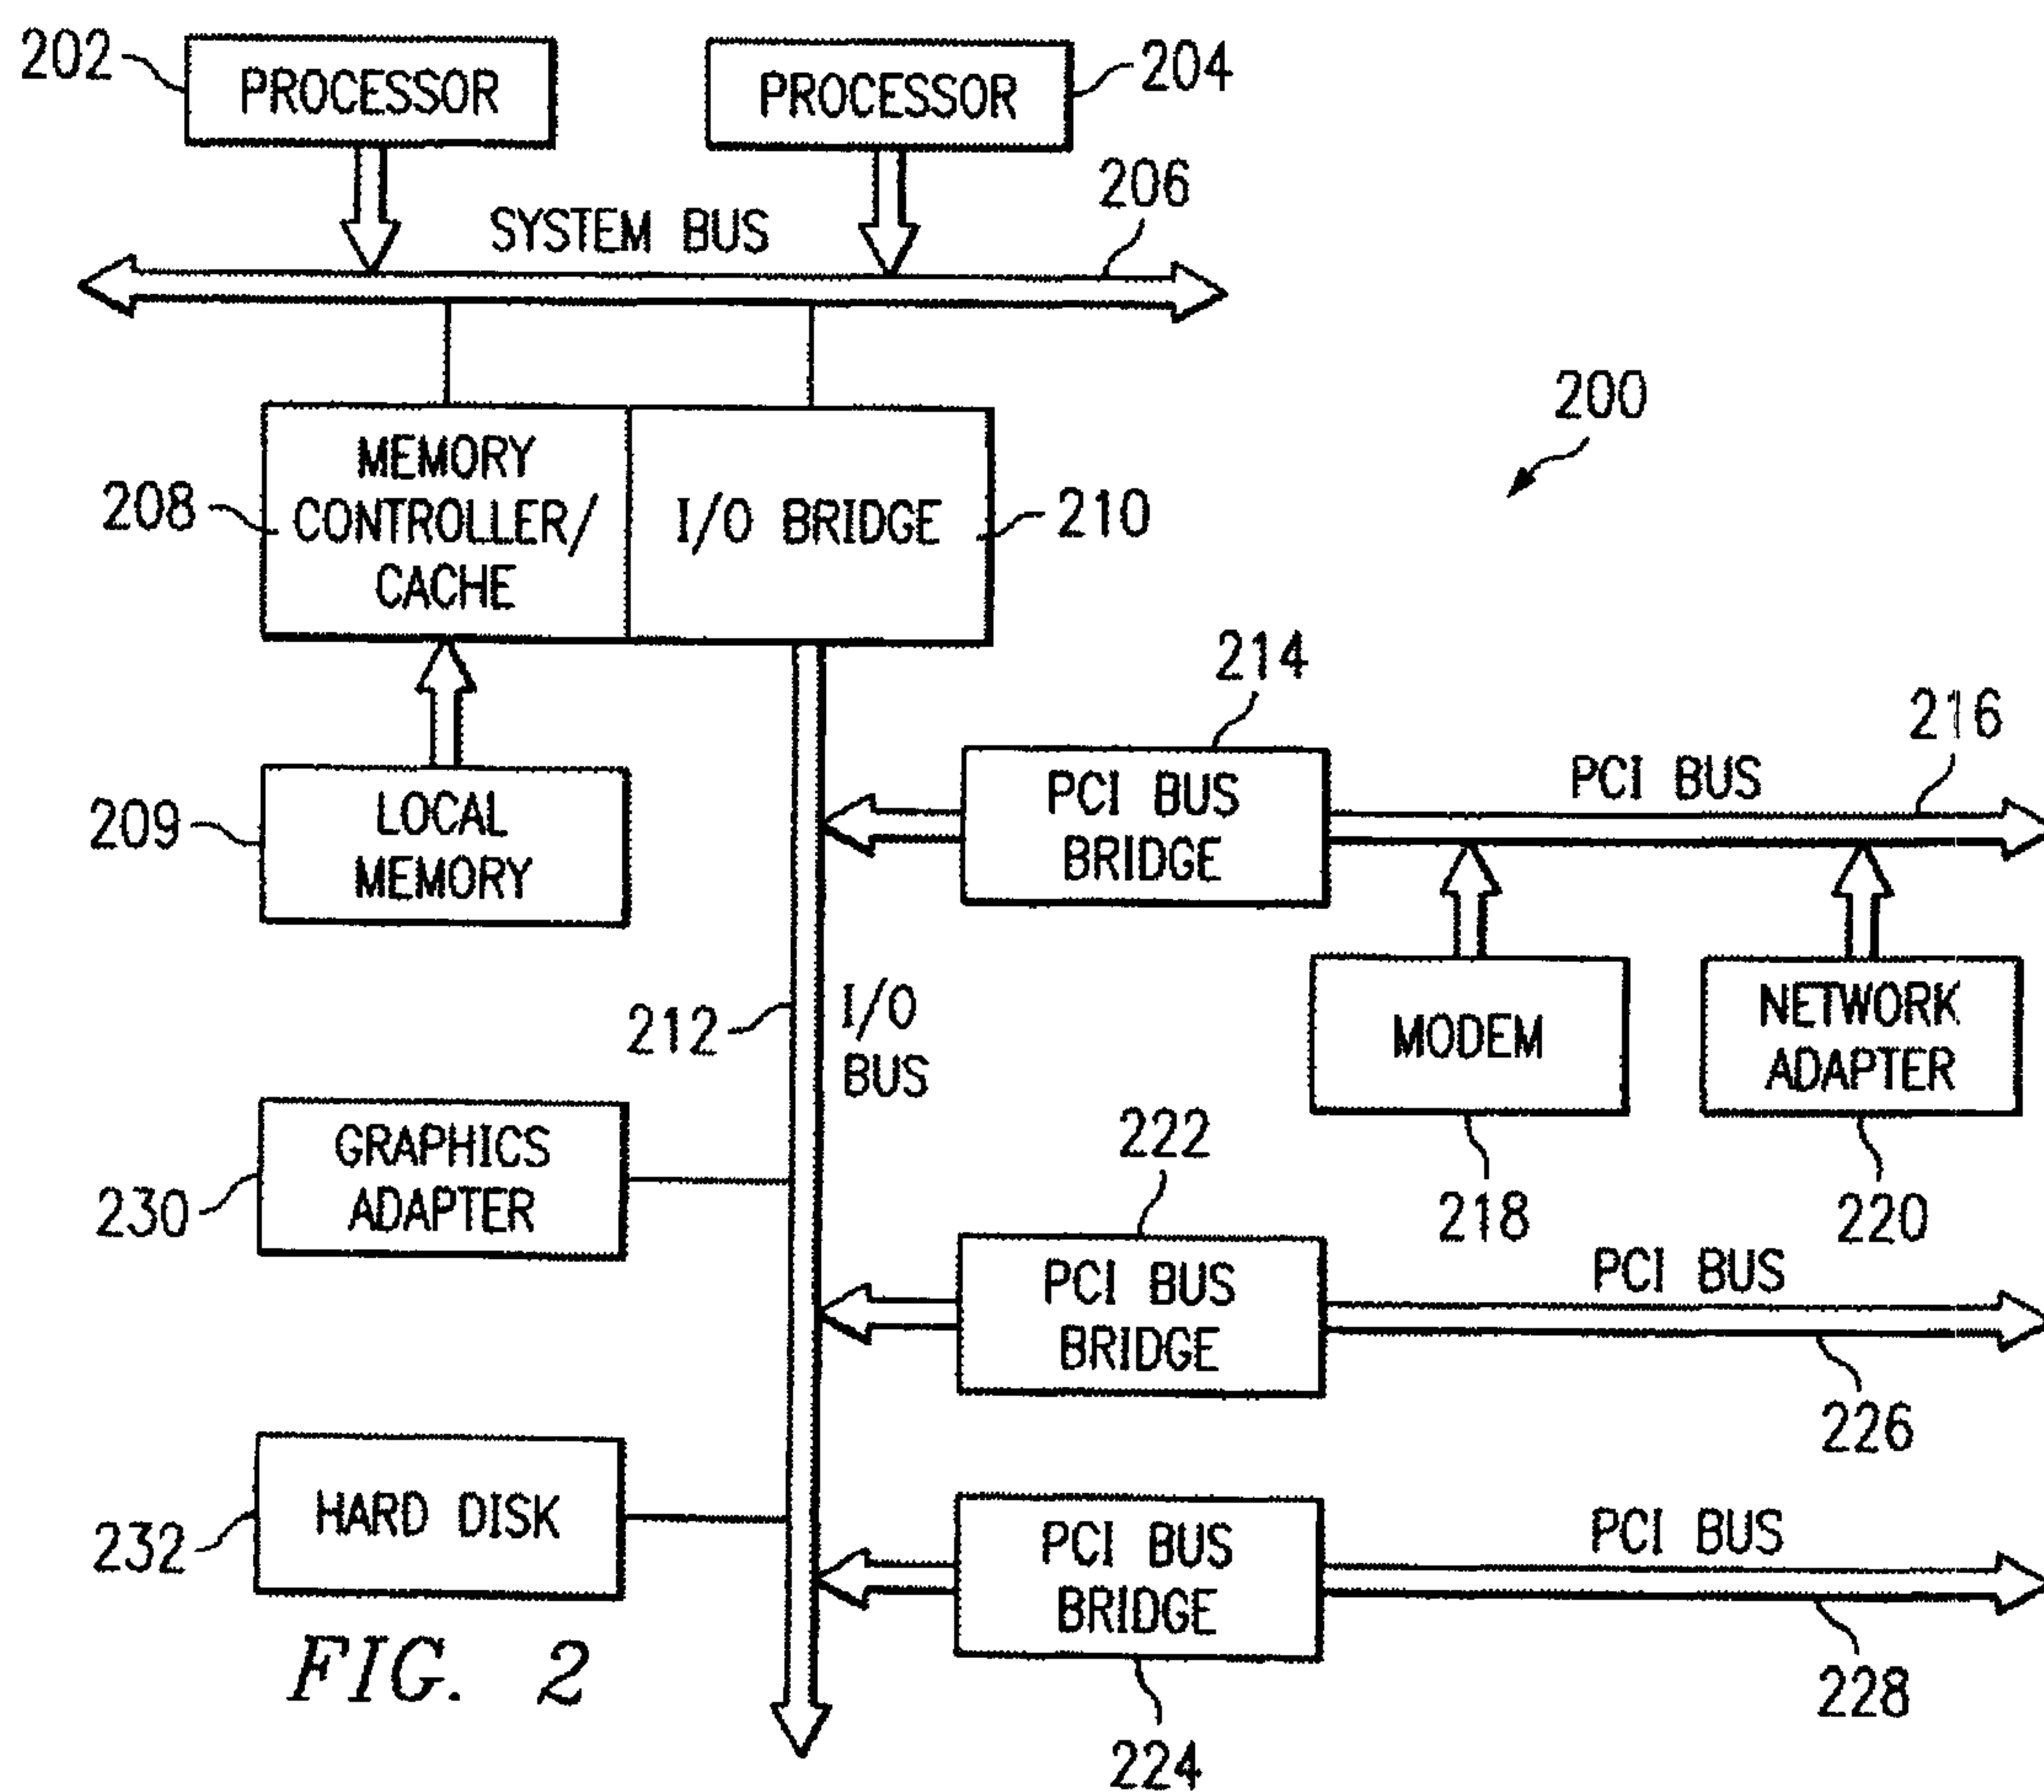 202
PROCESSOR
PROCESSOR
204
SYSTEM BUS
206
200
208
MEMORY
CONTROLLER/
CACHE
I/O BRIDGE
210
214
216
PCI BUS
BRIDGE
PCI BUS
209
LOCAL
MEMORY
212
I/O
BUS
MODEM
NETWORK
ADAPTER
218
220
230
GRAPHICS
ADAPTER
222
PCI BUS
BRIDGE
PCI BUS
226
232
HARD DISK
PCI BUS
BRIDGE
PCI BUS
228
224
FIG. 2